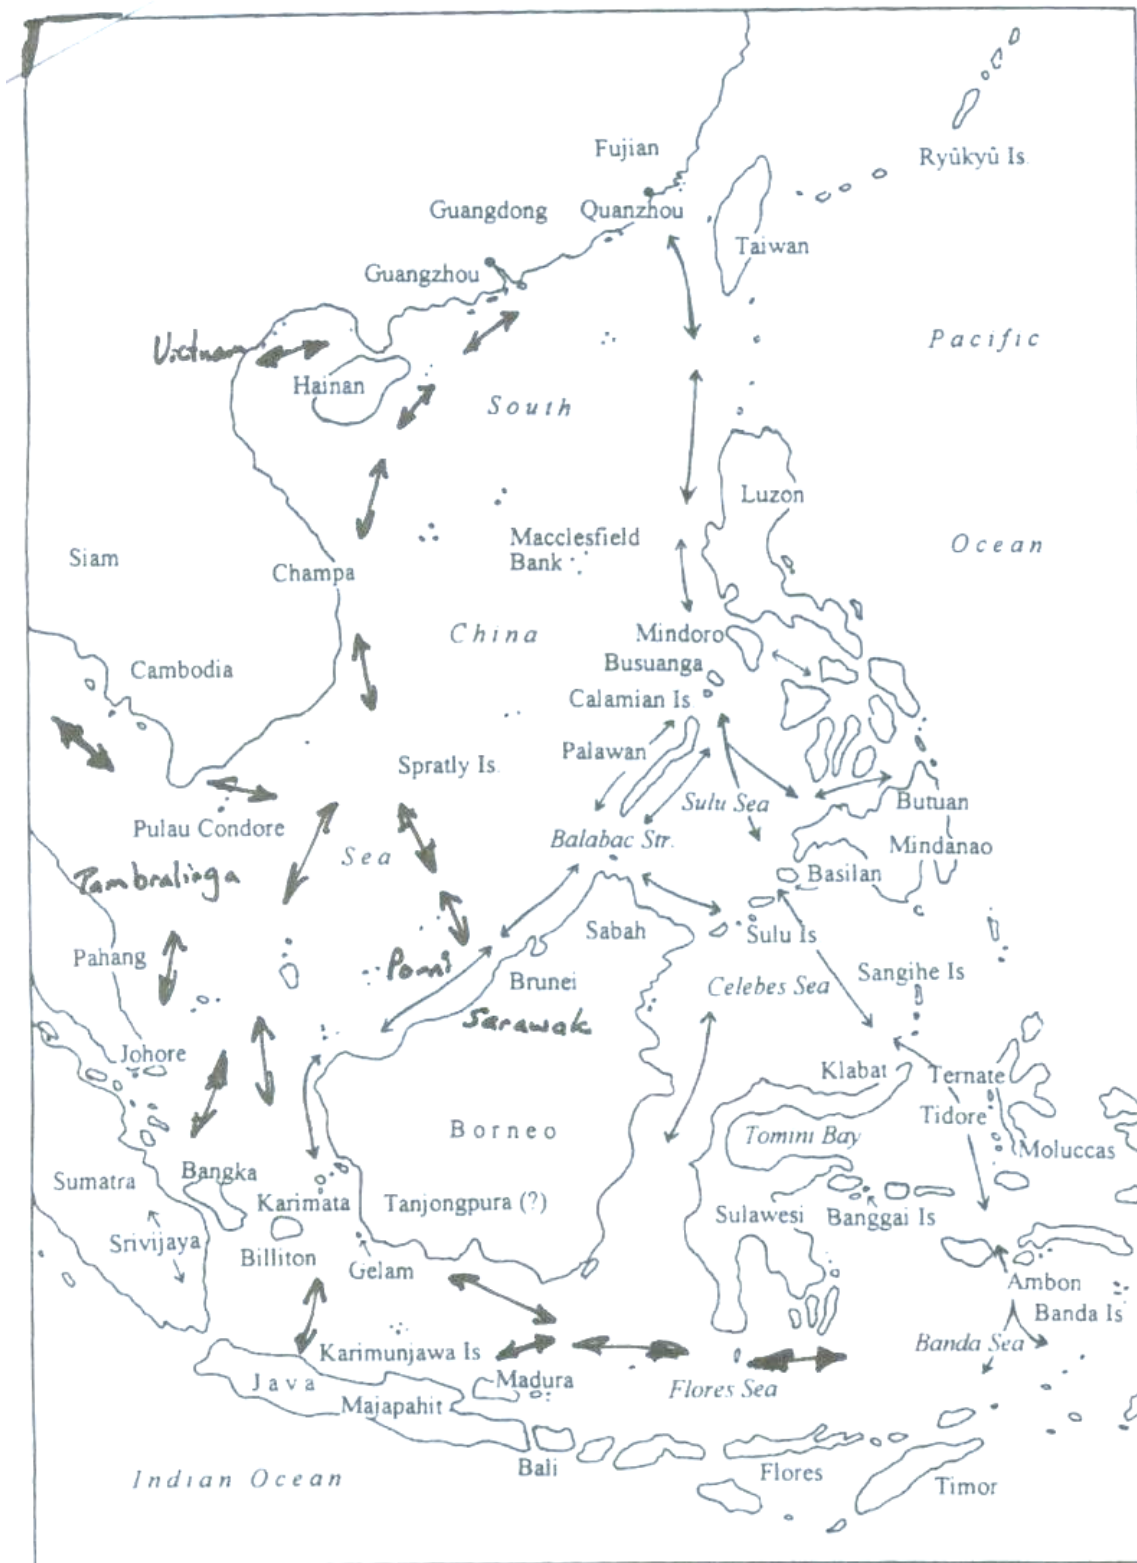 Fujian
Ryûkyû Is.
Guangdong
Quanzhou
Taiwan
Guangzhou
Pacific
Vietnam
Hainan
South
Luzon
Macclesfield
Bank
Ocean
Siam
Champa
China
Mindoro
Busuanga
Cambodia
Calamian Is
Palawan
Spratly Is.
Sulu Sea
Butuan
Pulau Condore
Balabac Str.
Mindanao
Sea
Tambralinga
Basilan
Sabah
Sulu Is
Pahang
Ponni
Brunei
Sangihe Is
Celebes Sea
Sarawak
Johore
Klabat
Ternate
Tidore
Borneo
Tomini Bay
Moluccas
Bangka
Sumatra
Karimata
Tanjongpura (?)
Sulawesi
Banggai Is
Srivijaya
Billiton
Gelam
Ambon
Banda Is
Karimunjawa Is
Banda Sea
Java
Madura
Flores Sea
Majapahit
Bali
Flores
Indian Ocean
Timor